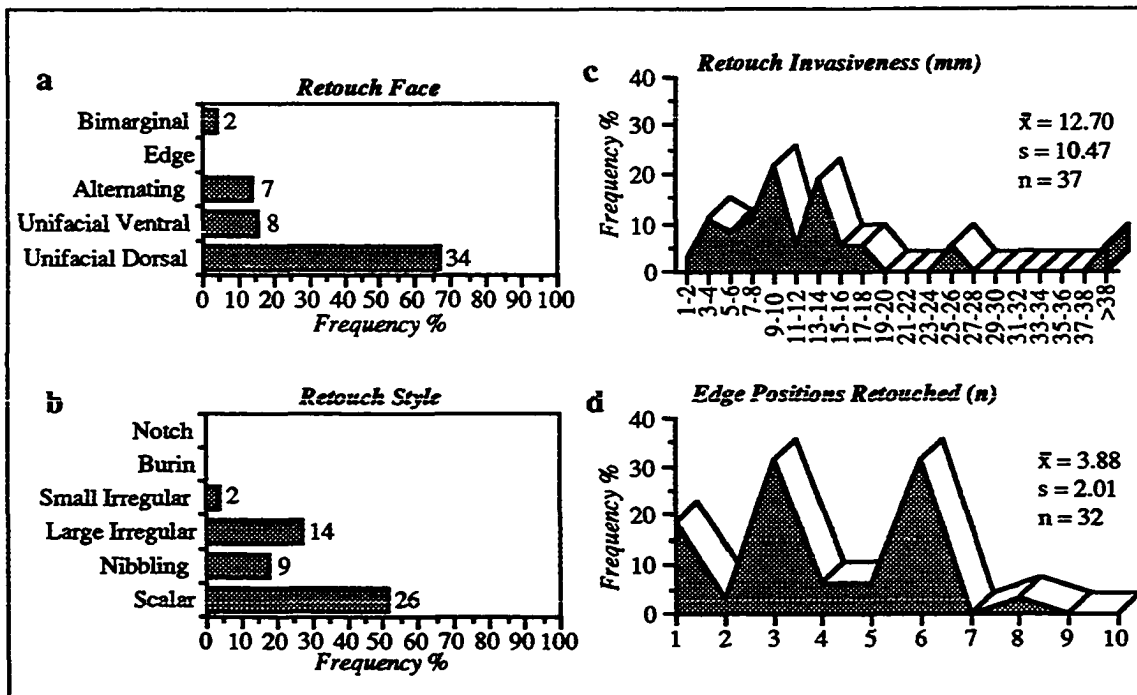 a
Retouch Face
Bimarginal 2
Edge
Alternating 7
Unifacial Ventral 8
Unifacial Dorsal 34
0 10 20 30 40 50 60 70 80 90 100
Frequency %
b
Retouch Style
Notch
Burin
Small Irregular 2
Large Irregular 14
Nibbling 9
Scalar 26
0 10 20 30 40 50 60 70 80 90 100
Frequency %
c
Retouch Invasiveness (mm)
40
30
20
10
0
Frequency %
x̄ = 12.70
s = 10.47
n = 37
1-2
3-4
5-6
7-8
9-10
11-12
13-14
15-16
17-18
19-20
21-22
23-24
25-26
27-28
29-30
31-32
33-34
35-36
37-38
>38
d
Edge Positions Retouched (n)
40
30
20
10
0
Frequency %
x̄ = 3.88
s = 2.01
n = 32
1 2 3 4 5 6 7 8 9 10